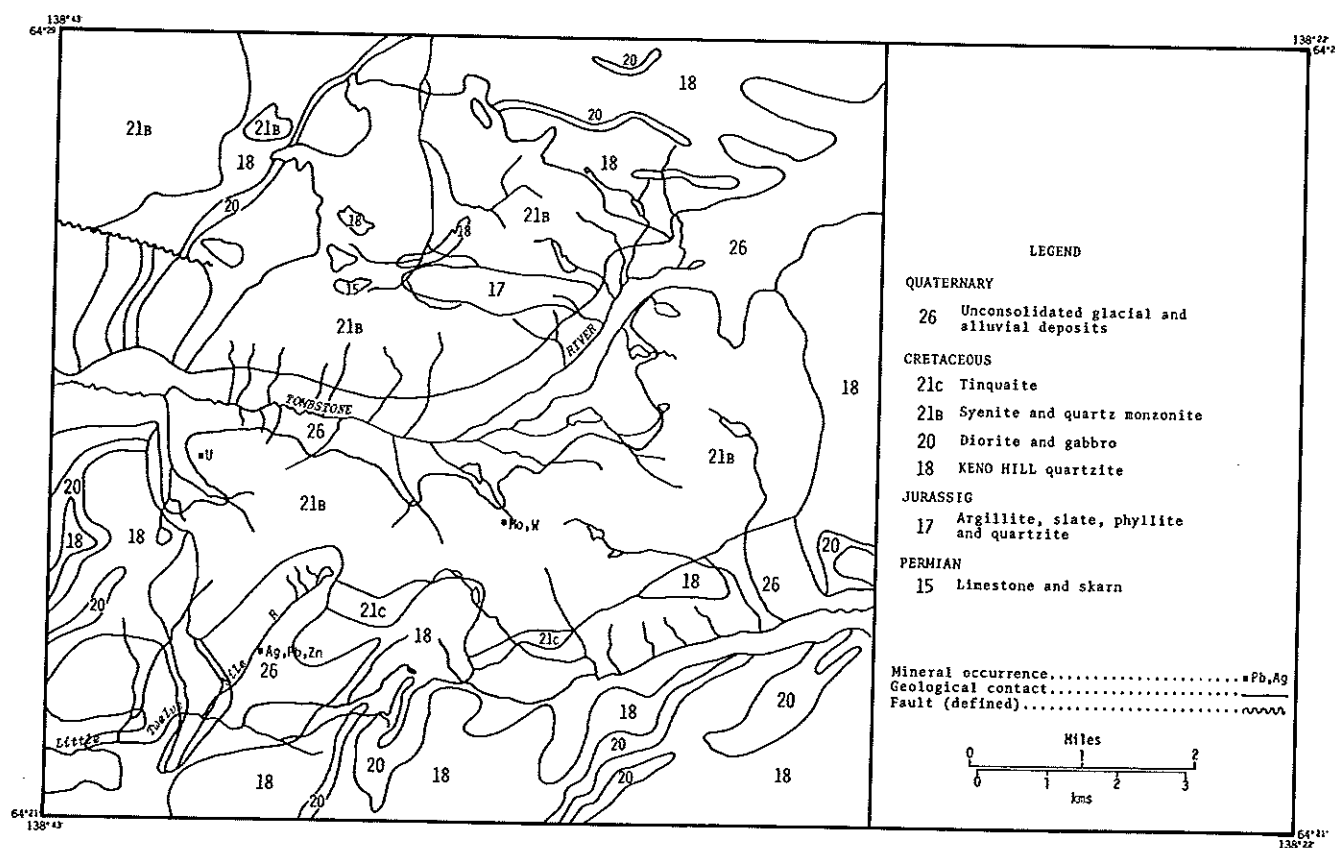 138°43'
64°29
138°22'
64°2
20
18
21B
21B
20
18
18
20
18
21B
18
26
15
17
21B
RIVER
18
TOMBSTONE
26
21B
U
20
21B
Mo,W
18
18
20
18
26
20
21C
R
18
21C
Ag,Pb,Zn
26
20
18
Little
Twelve
20
20
18
18
20
20
18
64°21'
138°43'
LEGEND
QUATERNARY
26 Unconsolidated glacial and
alluvial deposits
CRETACEOUS
21C Tinquaite
21B Syenite and quartz monzonite
20 Diorite and gabbro
18 KENO HILL quartzite
JURASSIG
17 Argillite, slate, phyllite
and quartzite
PERMIAN
15 Limestone and skarn
Mineral occurrence..........................Pb,Ag
Geological contact..........................
Fault (defined)..........................
Miles
0 1 2
0 1 2 3
kms
64°21'
138°22'